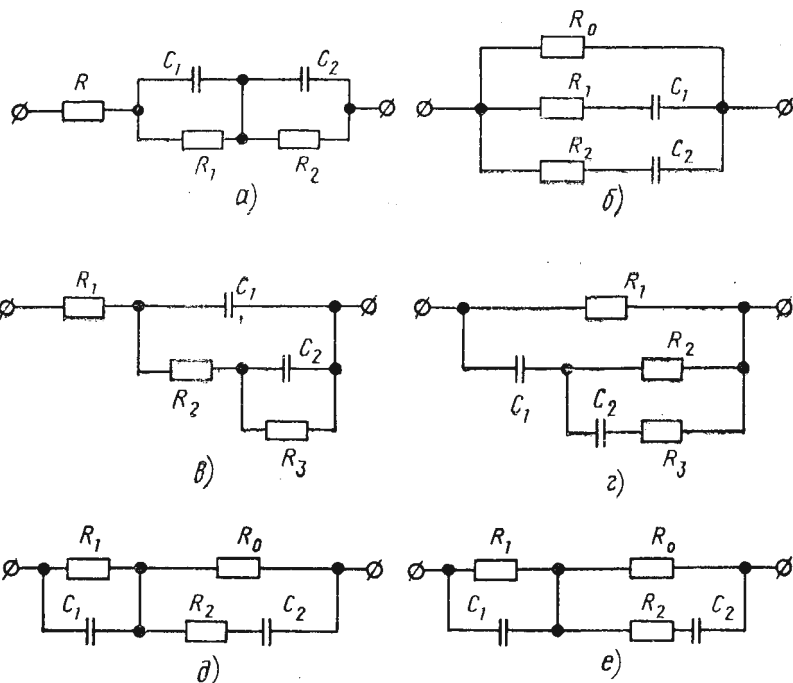 R C₁ C₂
R₁ R₂
а)
R₀
R₁ C₁
R₂ C₂
б)
R₁ C₁
R₂ C₂
R₃
в)
R₁
C₁ R₂
C₂ R₃
г)
R₁ R₀
C₁ R₂ C₂
д)
R₁ R₀
C₁ R₂ C₂
е)